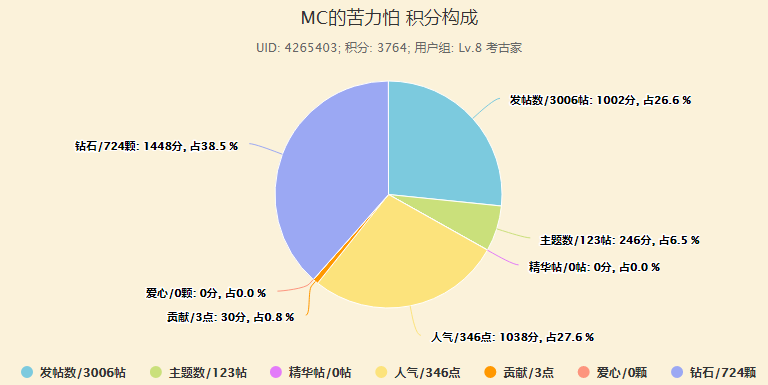 MC的苦力怕 积分构成
UID: 4265403; 积分: 3764; 用户组: Lv.8 考古家
发帖数/3006帖: 1002分, 占26.6 %
钻石/724颗: 1448分, 占38.5 %
主题数/123帖: 246分, 占6.5 %
精华帖/0帖: 0分, 占0.0 %
爱心/0颗: 0分, 占0.0 %
贡献/3点: 30分, 占0.8 %
人气/346点: 1038分, 占27.6 %
发帖数/3006帖 主题数/123帖 精华帖/0帖 人气/346点 贡献/3点 爱心/0颗 钻石/724颗